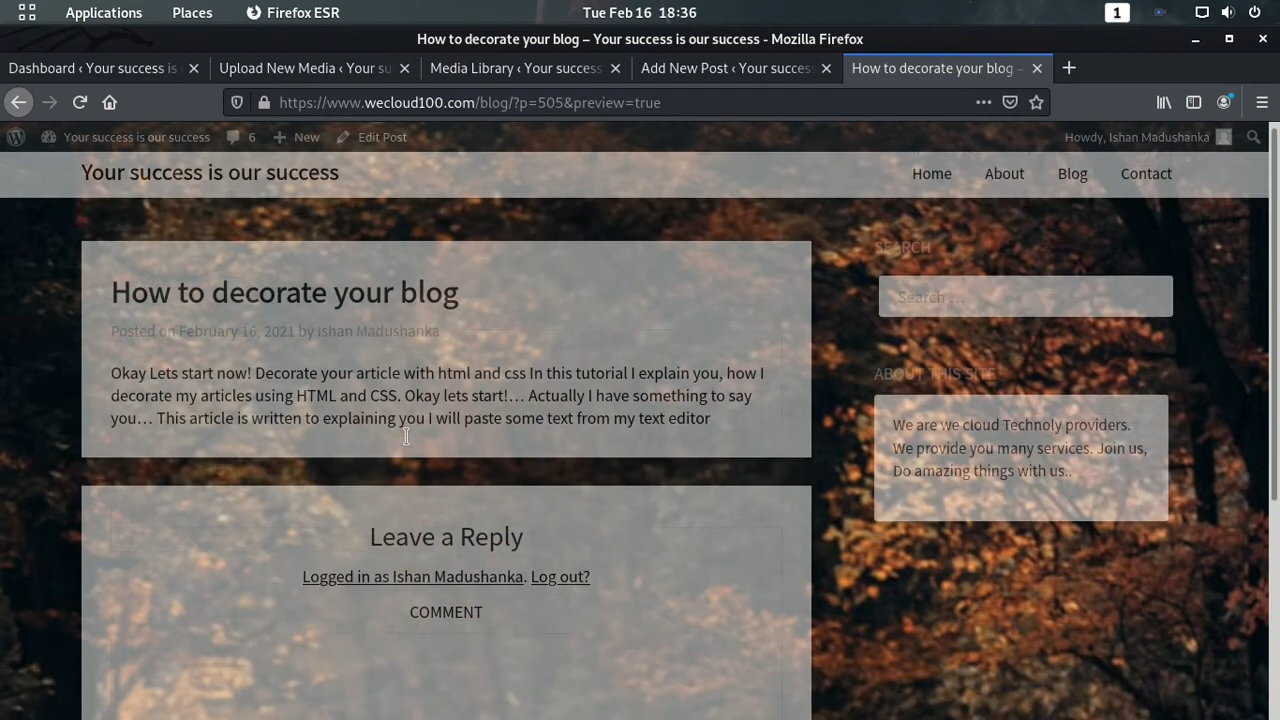 Applications Places Firefox ESR Tue Feb 16 18:36 1
How to decorate your blog – Your success is our success - Mozilla Firefox
Dashboard ‹ Your success is Upload New Media ‹ Your su Media Library ‹ Your success Add New Post ‹ Your success How to decorate your blog –
https://www.wecloud100.com/blog/?p=505&preview=true
Your success is our success 6 New Edit Post Howdy, Ishan Madushanka
Your success is our success Home About Blog Contact
How to decorate your blog
Posted on February 16, 2021 by Ishan Madushanka
Okay Lets start now! Decorate your article with html and css In this tutorial I explain you, how I
decorate my articles using HTML and CSS. Okay lets start!… Actually I have something to say
you… This article is written to explaining you I will paste some text from my text editor
Leave a Reply
Logged in as Ishan Madushanka. Log out?
COMMENT
SEARCH
Search …
ABOUT THIS SITE
We are we cloud Technoly providers.
We provide you many services. Join us,
Do amazing things with us..